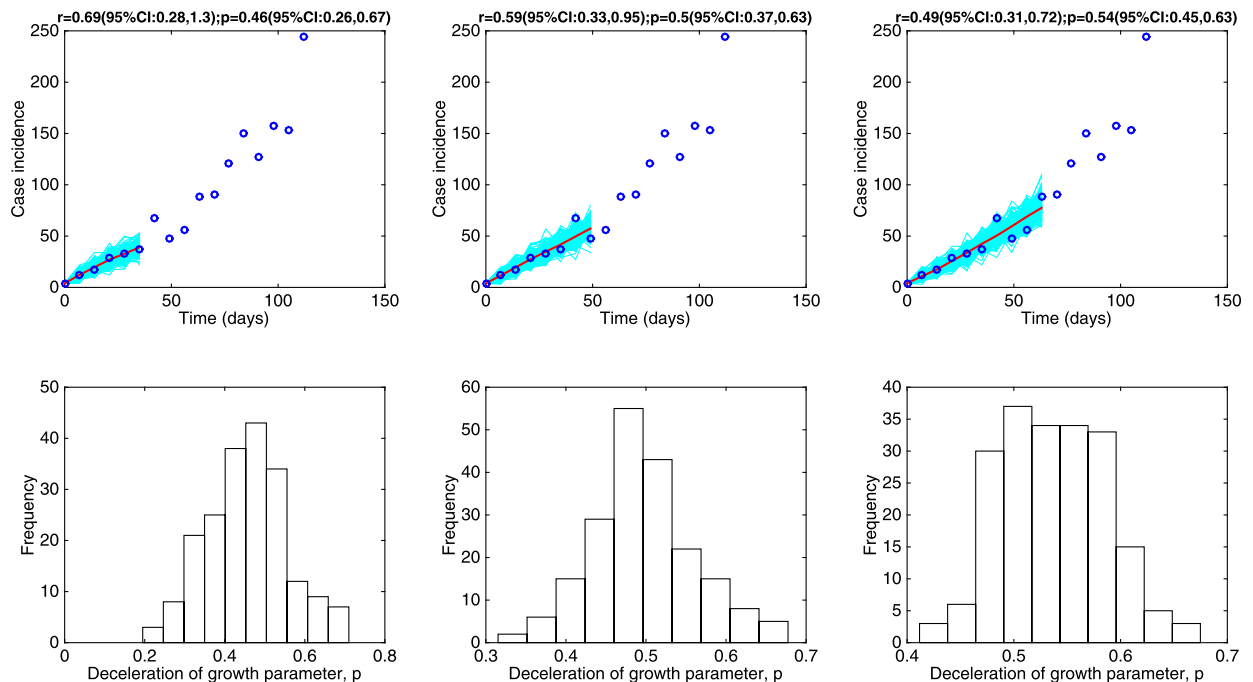 r=0.69(95%CI:0.28,1.3);p=0.46(95%CI:0.26,0.67)
250
200
150
100
50
0
Case incidence
0 50 100 150
Time (days)
r=0.59(95%CI:0.33,0.95);p=0.5(95%CI:0.37,0.63)
250
200
150
100
50
0
Case incidence
0 50 100 150
Time (days)
r=0.49(95%CI:0.31,0.72);p=0.54(95%CI:0.45,0.63)
250
200
150
100
50
0
Case incidence
0 50 100 150
Time (days)
50
40
30
20
10
0
Frequency
0 0.2 0.4 0.6 0.8
Deceleration of growth parameter, p
60
50
40
30
20
10
0
Frequency
0.3 0.4 0.5 0.6 0.7
Deceleration of growth parameter, p
40
35
30
25
20
15
10
5
0
Frequency
0.4 0.5 0.6 0.7
Deceleration of growth parameter, p